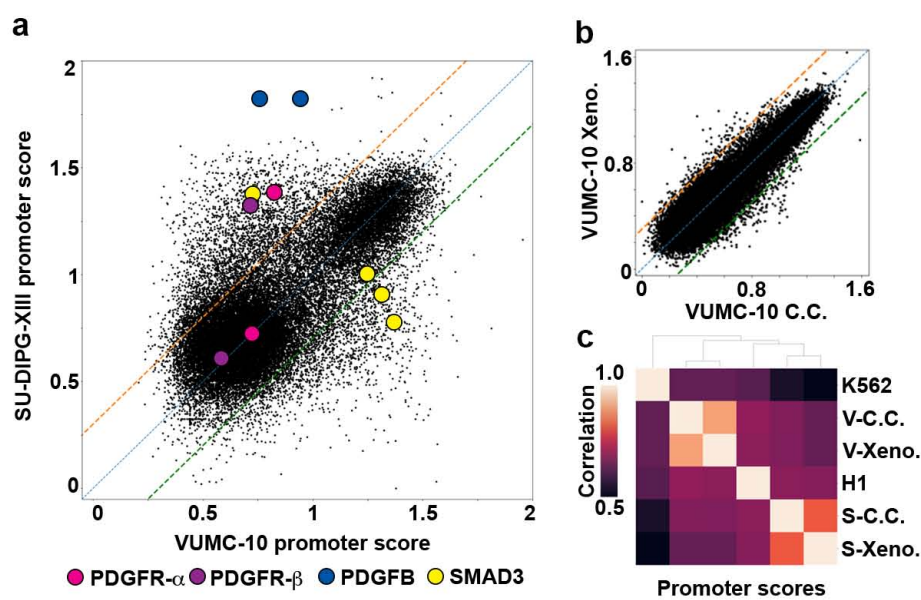 a
SU-DIPG-XIII promoter score
2
1.5
1
0.5
0
0 0.5 1 1.5 2
VUMC-10 promoter score
PDGFR-α PDGFR-β PDGFB SMAD3
b
VUMC-10 Xeno.
1.6
0.8
0
0 0.8 1.6
VUMC-10 C.C.
c
Correlation
1.0
0.5
K562
V-C.C.
V-Xeno.
H1
S-C.C.
S-Xeno.
Promoter scores